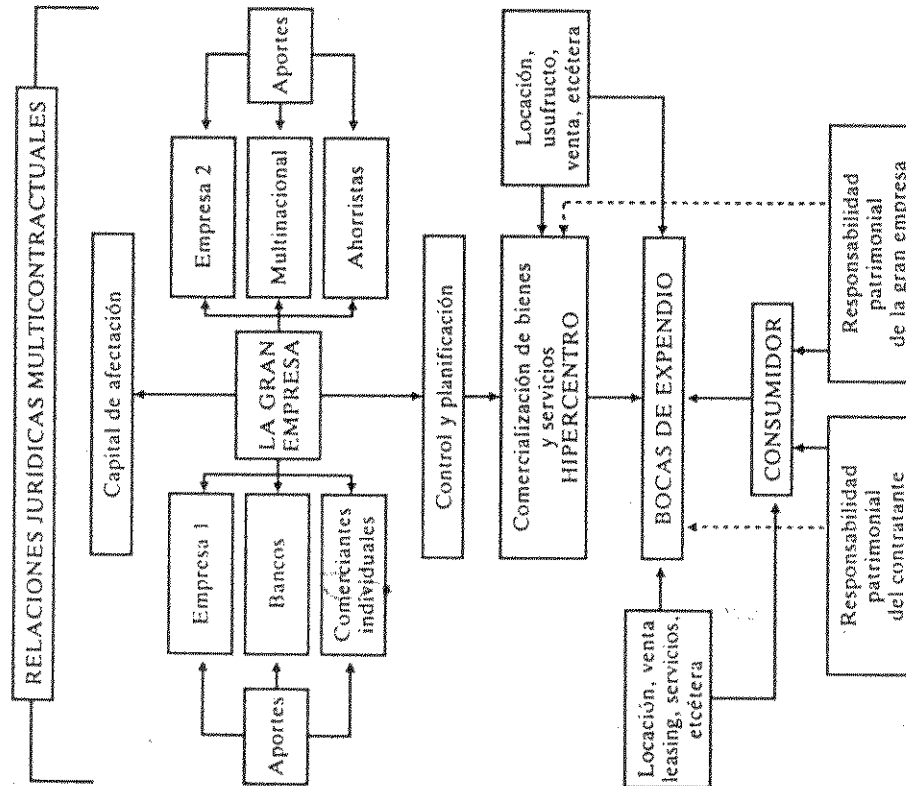 RELACIONES JURIDICAS MULTICONTRACTUALES
Capital de afectación
Aportes
Empresa 1
Bancos
Comerciantes
individuales
LA GRAN
EMPRESA
Empresa 2
Multinacional
Ahorristas
Aportes
Control y planificación
Comercialización de bienes
y servicios
HIPERCENTRO
Locación,
usufructo,
venta, etcétera
Locación, venta
leasing, servicios,
etcétera
BOCAS DE EXPENDIO
CONSUMIDOR
Responsabilidad
patrimonial
del contratante
Responsabilidad
patrimonial
de la gran empresa